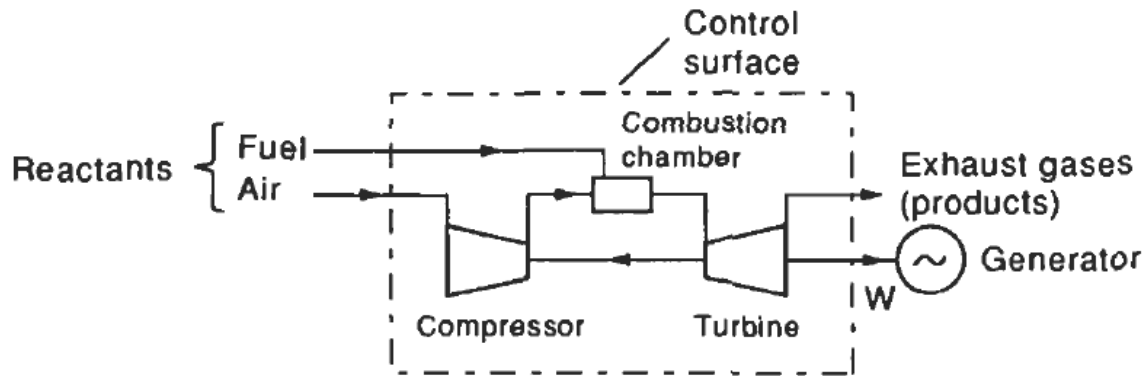 Control
surface
Combustion
chamber
Reactants
Fuel
Air
Exhaust gases
(products)
~ Generator
W
Compressor
Turbine